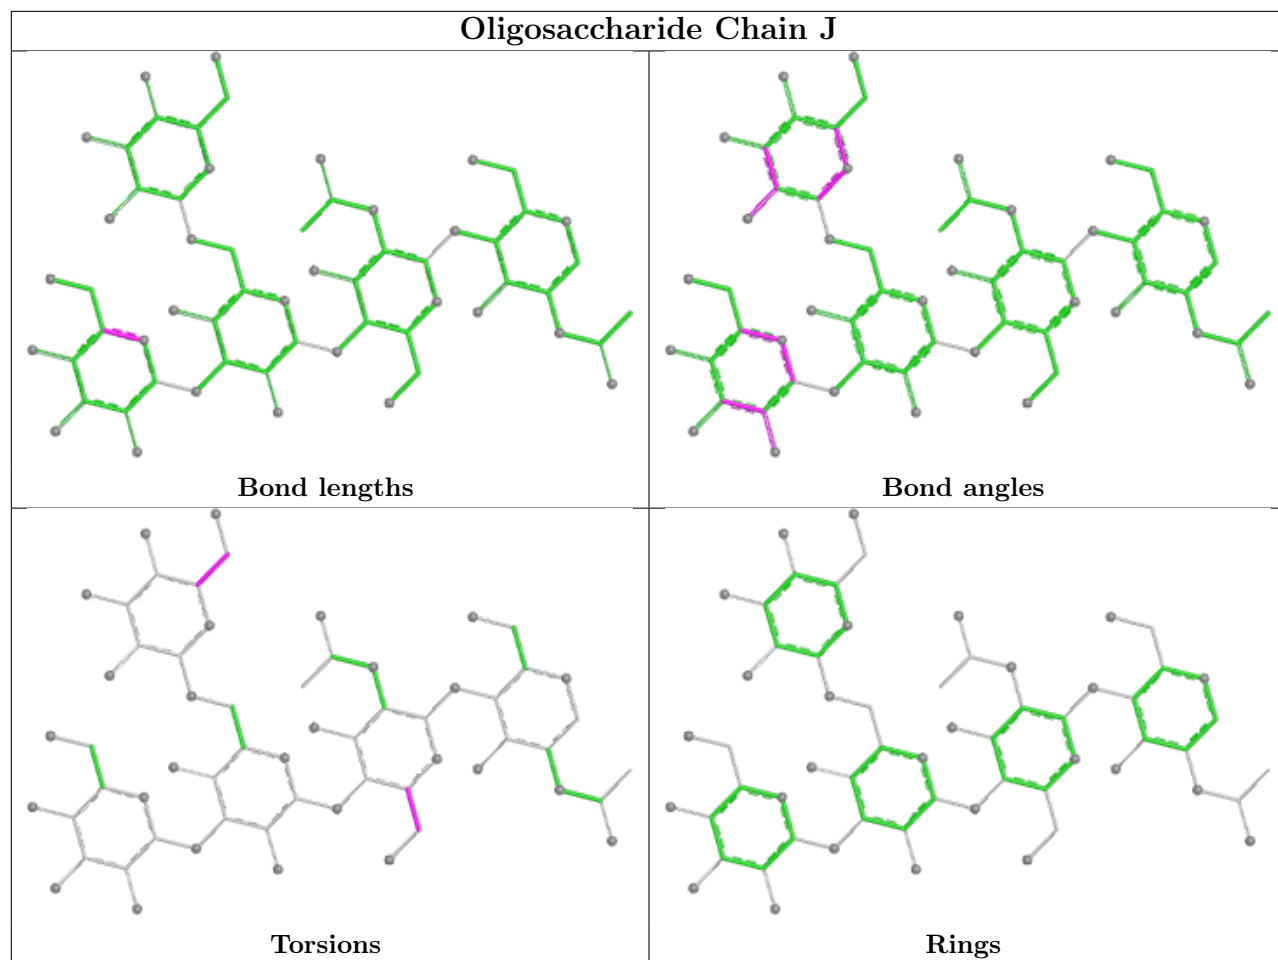 Oligosaccharide Chain J
Bond lengths
Bond angles
Torsions
Rings